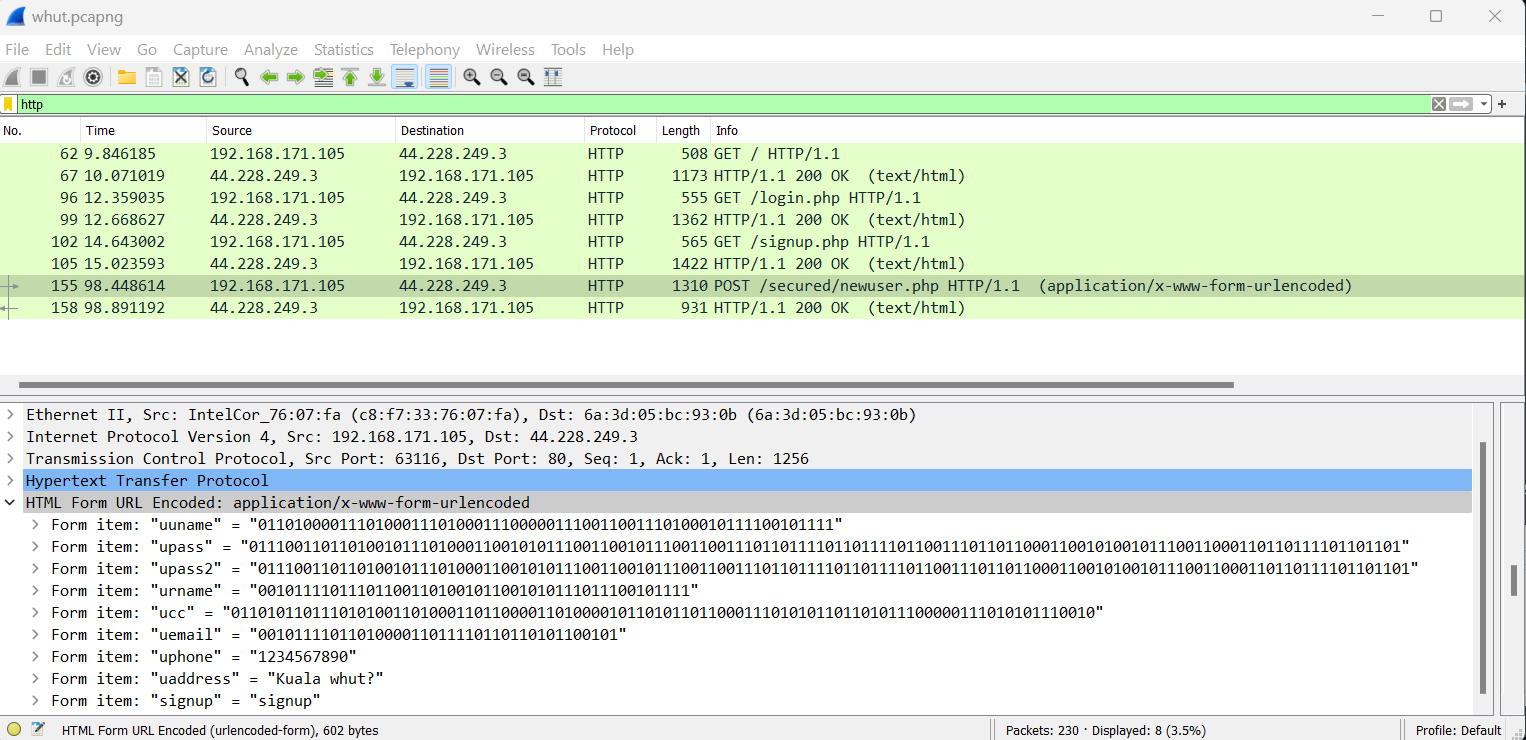 whut.pcapng
File Edit View Go Capture Analyze Statistics Telephony Wireless Tools Help
http
No. Time Source Destination Protocol Length Info
62 9.846185 192.168.171.105 44.228.249.3 HTTP 508 GET / HTTP/1.1
67 10.071019 44.228.249.3 192.168.171.105 HTTP 1173 HTTP/1.1 200 OK (text/html)
96 12.359035 192.168.171.105 44.228.249.3 HTTP 555 GET /login.php HTTP/1.1
99 12.668627 44.228.249.3 192.168.171.105 HTTP 1362 HTTP/1.1 200 OK (text/html)
102 14.643002 192.168.171.105 44.228.249.3 HTTP 565 GET /signup.php HTTP/1.1
105 15.023593 44.228.249.3 192.168.171.105 HTTP 1422 HTTP/1.1 200 OK (text/html)
155 98.448614 192.168.171.105 44.228.249.3 HTTP 1310 POST /secured/newuser.php HTTP/1.1 (application/x-www-form-urlencoded)
158 98.891192 44.228.249.3 192.168.171.105 HTTP 931 HTTP/1.1 200 OK (text/html)
Ethernet II, Src: IntelCor_76:07:fa (c8:f7:33:76:07:fa), Dst: 6a:3d:05:bc:93:0b (6a:3d:05:bc:93:0b)
Internet Protocol Version 4, Src: 192.168.171.105, Dst: 44.228.249.3
Transmission Control Protocol, Src Port: 63116, Dst Port: 80, Seq: 1, Ack: 1, Len: 1256
Hypertext Transfer Protocol
HTML Form URL Encoded: application/x-www-form-urlencoded
Form item: "uuname" = "0110100001110100011101000111000001110011001110100010111100101111"
Form item: "upass" = "01110011011010010111010001100101011100110010111001100111011011110110111101100111011011000110010100101110011000110110111101101101"
Form item: "upass2" = "01110011011010010111010001100101011100110010111001100111011011110110111101100111011011000110010100101110011000110110111101101101"
Form item: "urname" = "001011110111011001101001011001010111011100101111"
Form item: "ucc" = "011010110111010100110100011011000011010000101101011011000111010101101101011100000111010101110010"
Form item: "uemail" = "0010111101101000011011110110110101100101"
Form item: "uphone" = "1234567890"
Form item: "uaddress" = "Kuala whut?"
Form item: "signup" = "signup"
HTML Form URL Encoded (urlencoded-form), 602 bytes Packets: 230 · Displayed: 8 (3.5%) Profile: Default